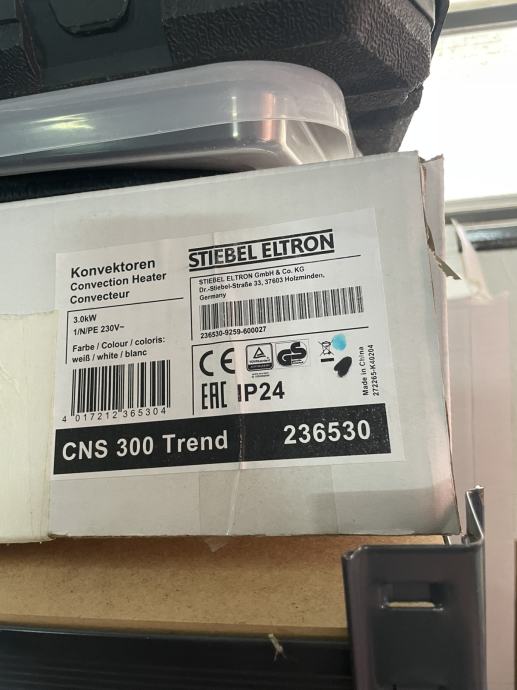 Konvektoren
Convection Heater
Convecteur
3.0kW
1/N/PE 230V~
Farbe / Colour / coloris:
weiß / white / blanc
4 017212 365304
STIEBEL ELTRON
STIEBEL ELTRON GmbH & Co. KG
Dr.-Stiebel-Straße 33, 37603 Holzminden,
Germany
236530-9259-600027
CE
GS
EAC IP24
Made in China
272265-K40204
CNS 300 Trend 236530